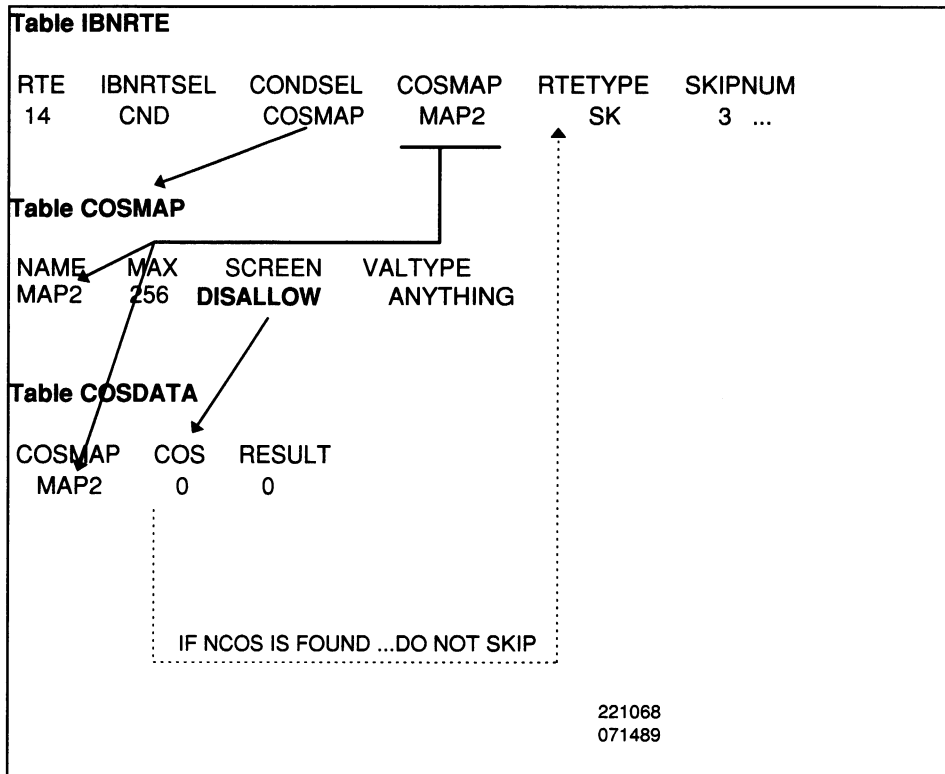 Table IBNRTE
RTE IBNRTSEL CONDSEL COSMAP RTETYPE SKIPNUM
14 CND COSMAP MAP2 SK 3 ...
Table COSMAP
NAME MAX SCREEN VALTYPE
MAP2 256 DISALLOW ANYTHING
Table COSDATA
COSMAP COS RESULT
MAP2 0 0
IF NCOS IS FOUND ...DO NOT SKIP
221068
071489